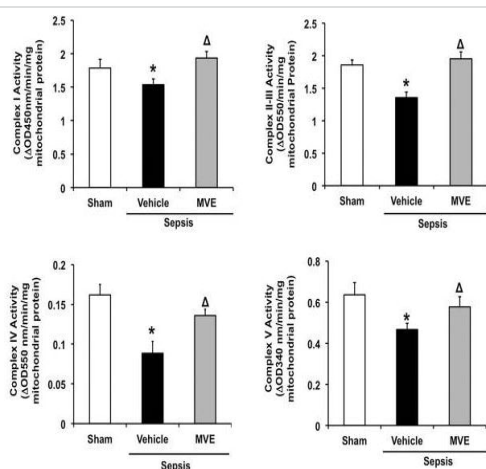 Complex I Activity
(ΔOD450nm/min/mg
mitochondrial protein)
2.5
2
1.5
1
0.5
0
*
Δ
Sham Vehicle MVE
Sepsis
Complex II-III Activity
(ΔOD550/min/mg
mitochondrial Protein)
2.5
2
1.5
1
0.5
0
*
Δ
Sham Vehicle MVE
Sepsis
Complex IV Activity
(ΔOD550 nm/min/mg
mitochondrial protein)
0.2
0.15
0.1
0.05
0
*
Δ
Sham Vehicle MVE
Sepsis
Complex V Activity
(ΔOD340 nm/min/mg
mitochondrial protein)
0.8
0.6
0.4
0.2
0
*
Δ
Sham Vehicle MVE
Sepsis